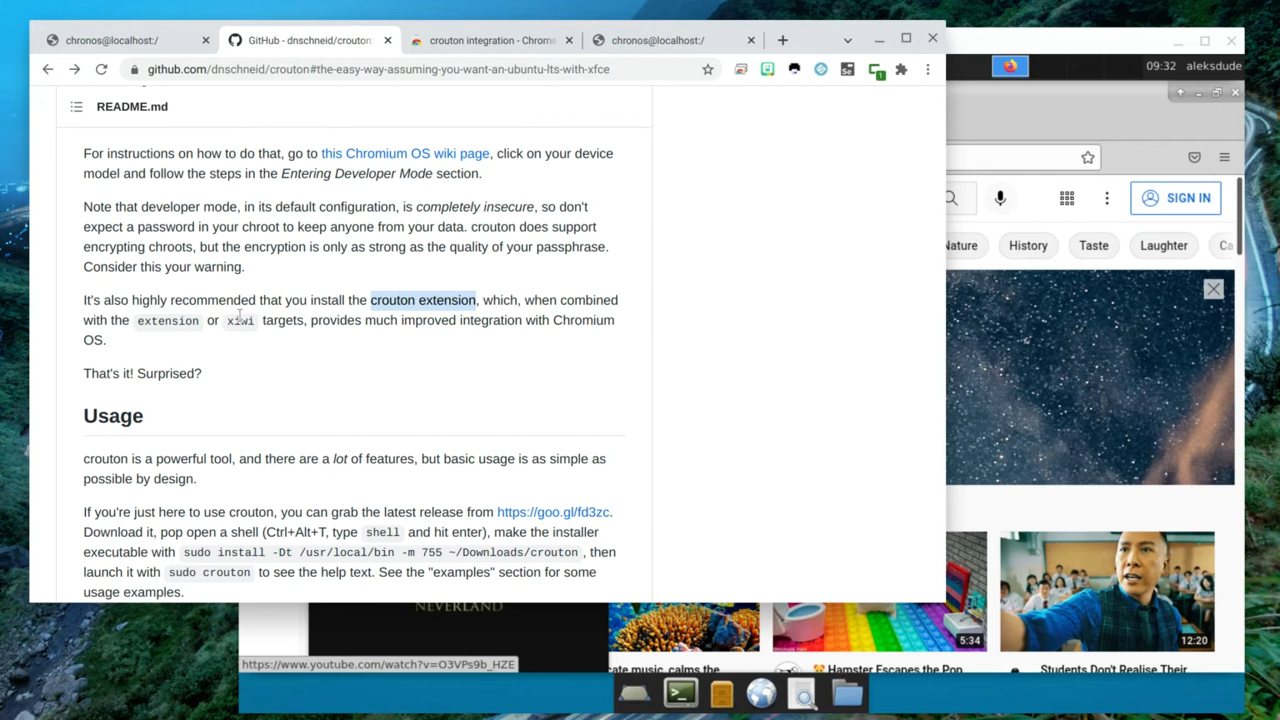 chronos@localhost:/
GitHub - dnschneid/crouton:
crouton integration - Chrome
chronos@localhost:/
github.com/dnschneid/crouton#the-easy-way-assuming-you-want-an-ubuntu-lts-with-xfce
Se
1
09:32 aleksdude
README.md
For instructions on how to do that, go to this Chromium OS wiki page, click on your device
model and follow the steps in the Entering Developer Mode section.
Note that developer mode, in its default configuration, is completely insecure, so don't
expect a password in your chroot to keep anyone from your data. crouton does support
encrypting chroots, but the encryption is only as strong as the quality of your passphrase.
Consider this your warning.
It's also highly recommended that you install the crouton extension, which, when combined
with the extension or xiwi targets, provides much improved integration with Chromium
OS.
That's it! Surprised?
Usage
crouton is a powerful tool, and there are a lot of features, but basic usage is as simple as
possible by design.
If you're just here to use crouton, you can grab the latest release from https://goo.gl/fd3zc.
Download it, pop open a shell (Ctrl+Alt+T, type shell and hit enter), make the installer
executable with sudo install -Dt /usr/local/bin -m 755 ~/Downloads/crouton , then
launch it with sudo crouton to see the help text. See the "examples" section for some
usage examples.
SIGN IN
Nature
History
Taste
Laughter
Ca
NEVERLAND
5:34
12:20
https://www.youtube.com/watch?v=O3VPs9b_HZE
cate music, calms the
Hamster Escapes the Pop
Students Don't Realise Their